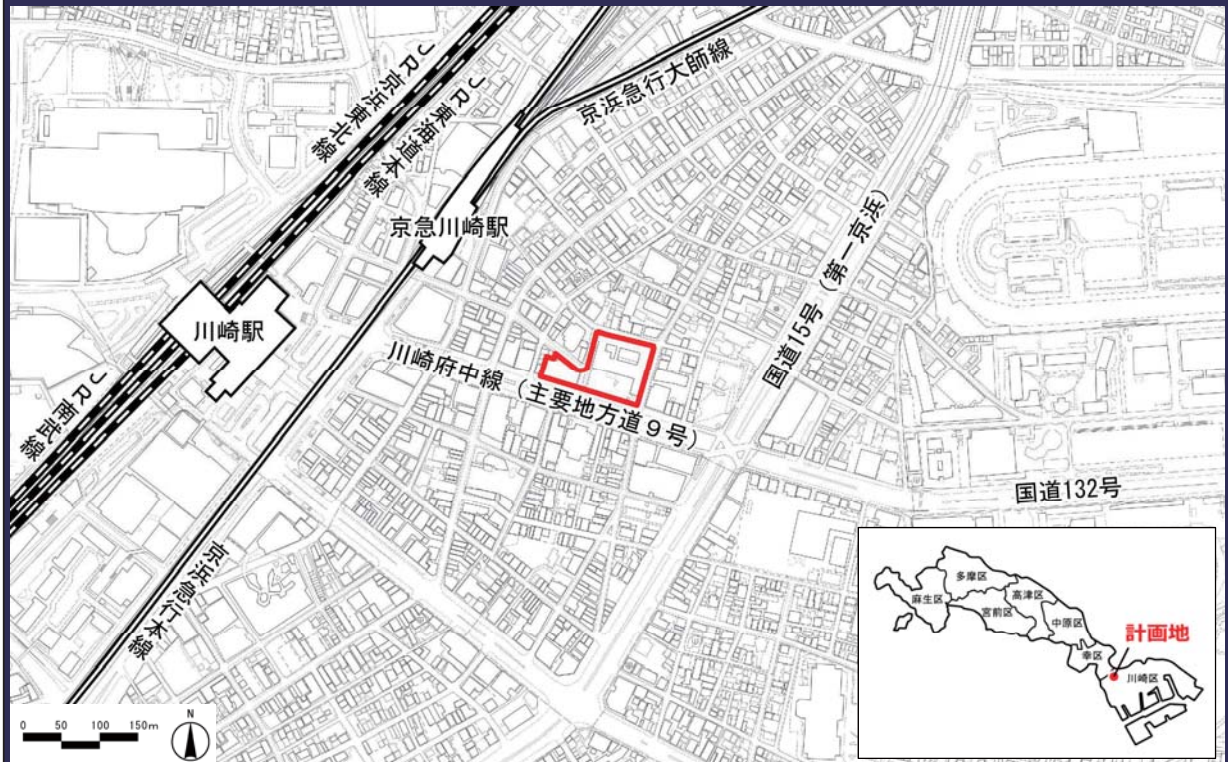 JR京浜東北線
JR東海道本線
京浜急行大師線
京急川崎駅
国道15号（第一京浜）
川崎駅
川崎府中線（主要地方道９号）
JR南武線
国道132号
京浜急行本線
多摩区
麻生区
高津区
宮前区
中原区
計画地
幸区
川崎区
0 50 100 150m
N